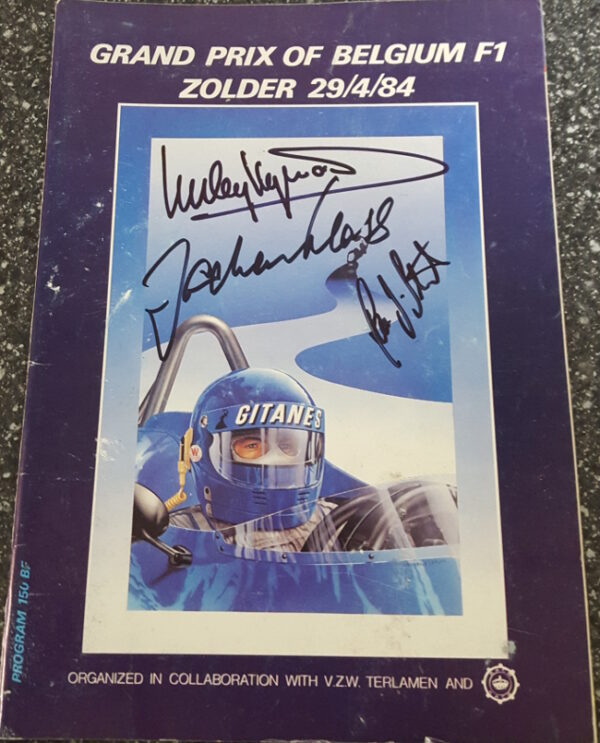 GRAND PRIX OF BELGIUM F1
ZOLDER 29/4/84
GITANES
PROGRAM 150 BF
ORGANIZED IN COLLABORATION WITH V.Z.W. TERLAMEN AND